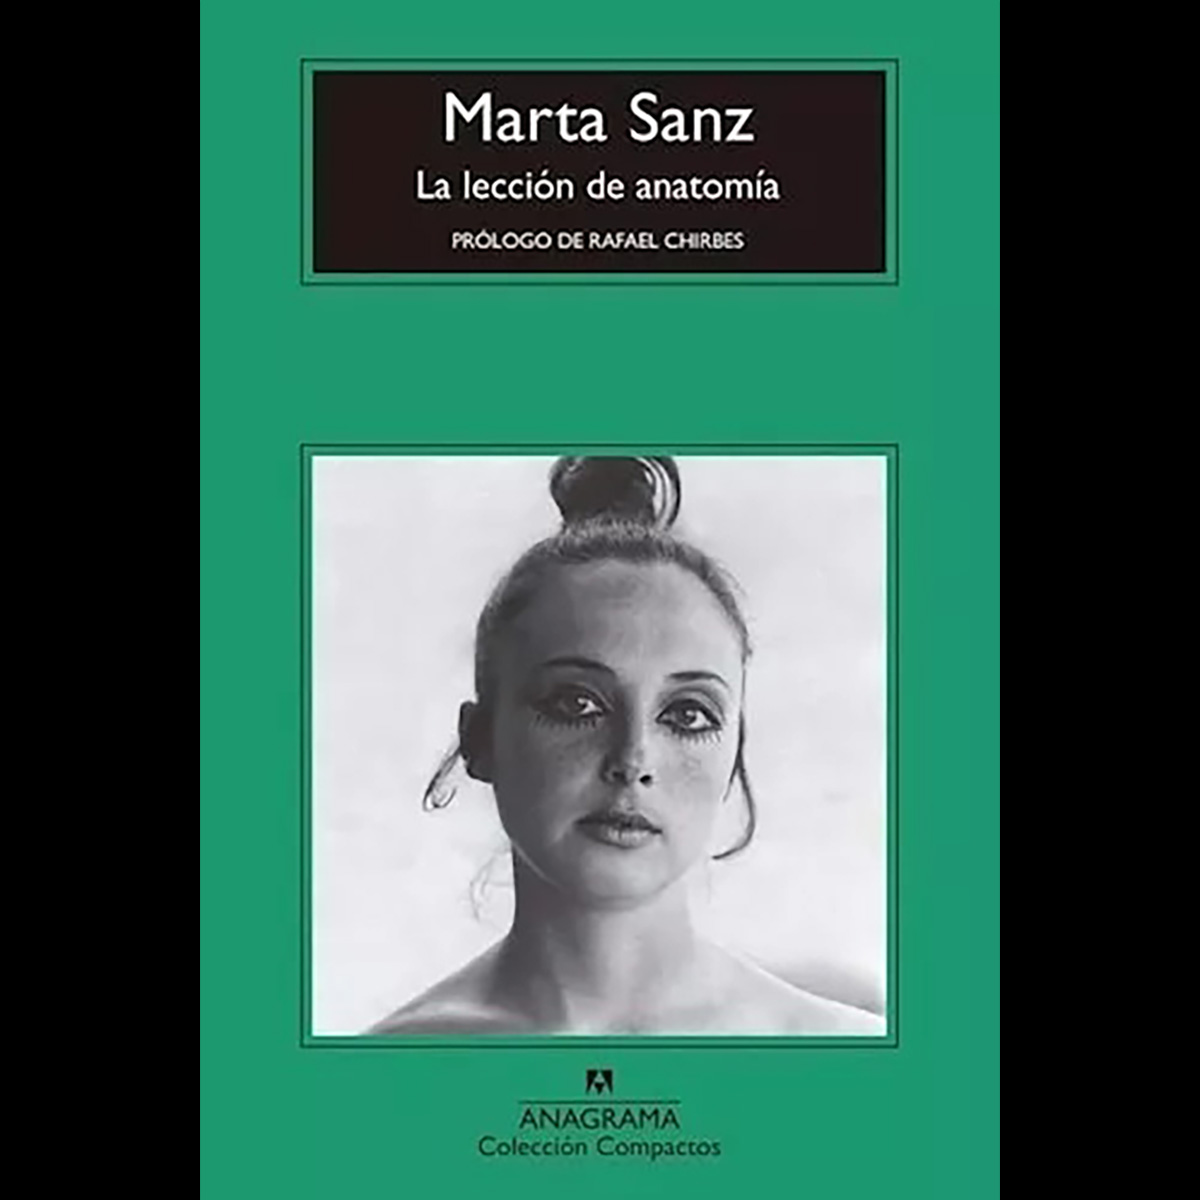 Marta Sanz
La lección de anatomía
PRÓLOGO DE RAFAEL CHIRBES
ANAGRAMA
Colección Compactos